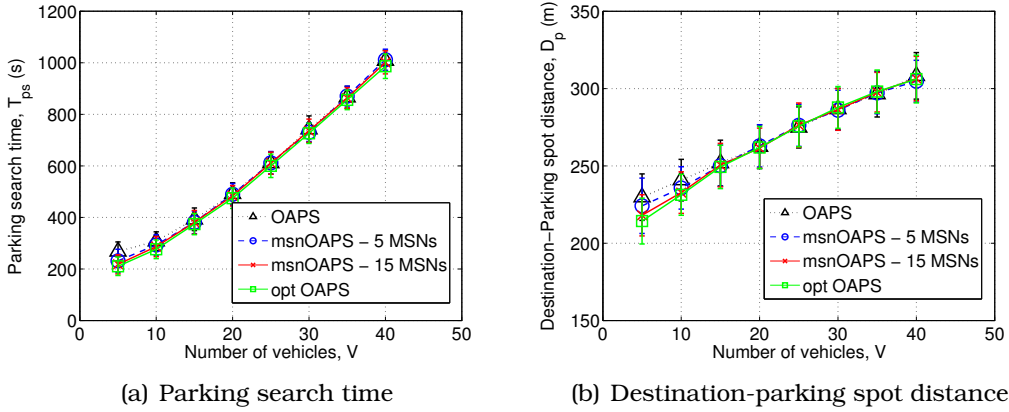 1200
1000
800
600
400
200
0
0 10 20 30 40 50
Parking search time, T_ps (s)
Number of vehicles, V
OAPS
msnOAPS – 5 MSNs
msnOAPS – 15 MSNs
opt OAPS
(a) Parking search time
350
300
250
200
150
0 10 20 30 40 50
Destination–Parking spot distance, D_p (m)
Number of vehicles, V
OAPS
msnOAPS – 5 MSNs
msnOAPS – 15 MSNs
opt OAPS
(b) Destination-parking spot distance